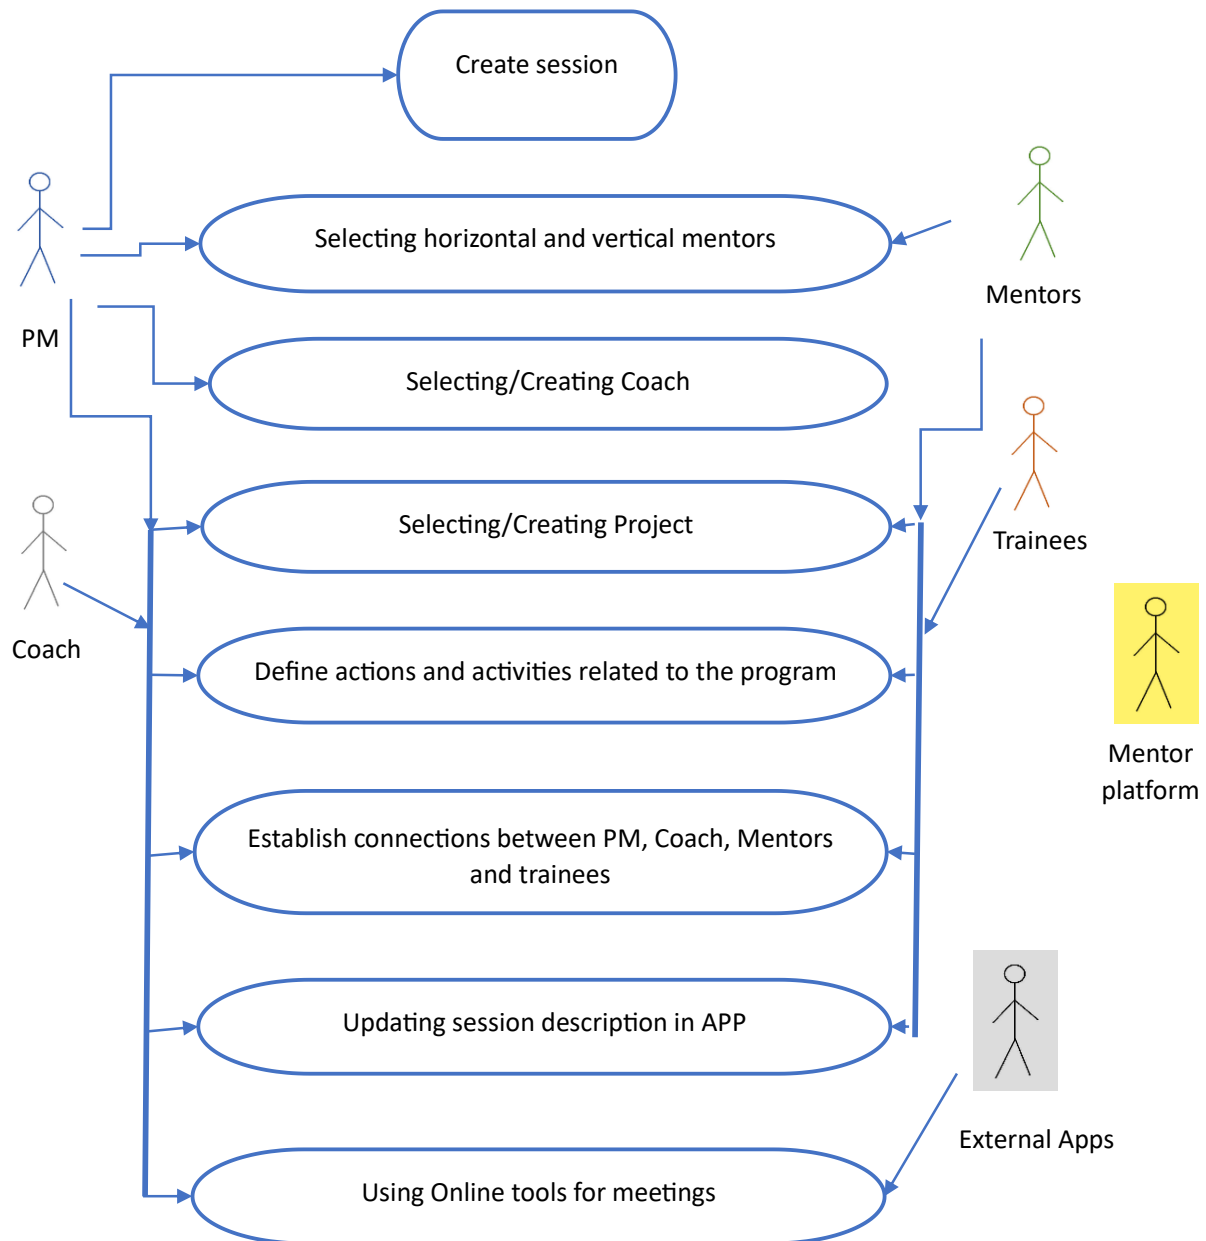 Create session
Selecting horizontal and vertical mentors
Mentors
PM
Selecting/Creating Coach
Selecting/Creating Project
Trainees
Coach
Define actions and activities related to the program
Mentor
platform
Establish connections between PM, Coach, Mentors
and trainees
Updating session description in APP
External Apps
Using Online tools for meetings